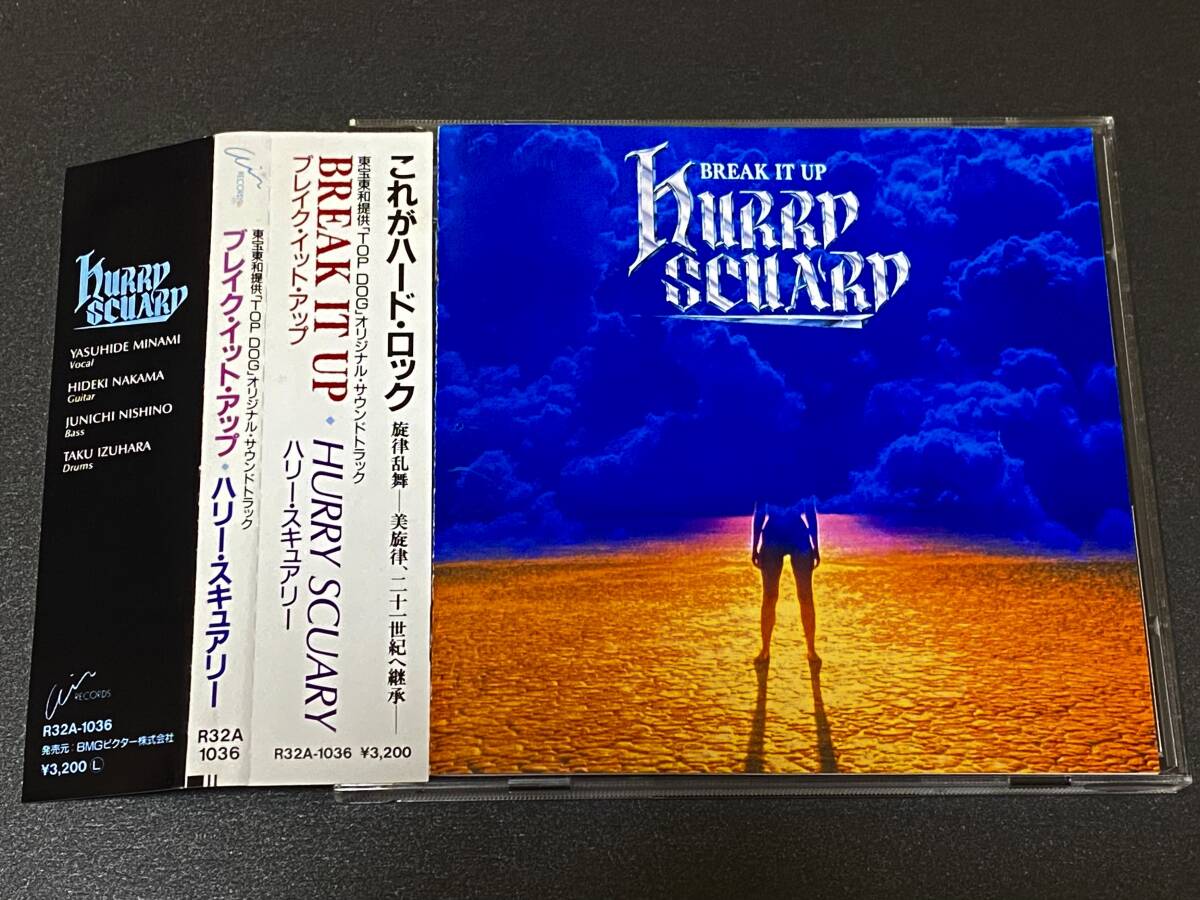 HURRY
SCUARY
YASUHIDE MINAMI
Vocal
HIDEKI NAKAMA
Guitar
JUNICHI NISHINO
Bass
TAKU IZUHARA
Drums
Air
RECORDS
R32A-1036
発売元:BMGビクター株式会社
¥3,200 Ⓛ
Air
RECORDS
東宝東和提供、「TOP DOG」オリジナル・サウンドトラック
ブレイク・イット・アップ・ハリー・スキュアリー
R32A
1036
これがハード・ロック 旋律乱舞──美旋律、二十一世紀へ継承──
東宝東和提供、「TOP DOG」オリジナル・サウンドトラック
BREAK IT UP・HURRY SCUARY
ブレイク・イット・アップ ハリー・スキュアリー
R32A-1036 ¥3,200
BREAK IT UP
HURRY
SCUARY